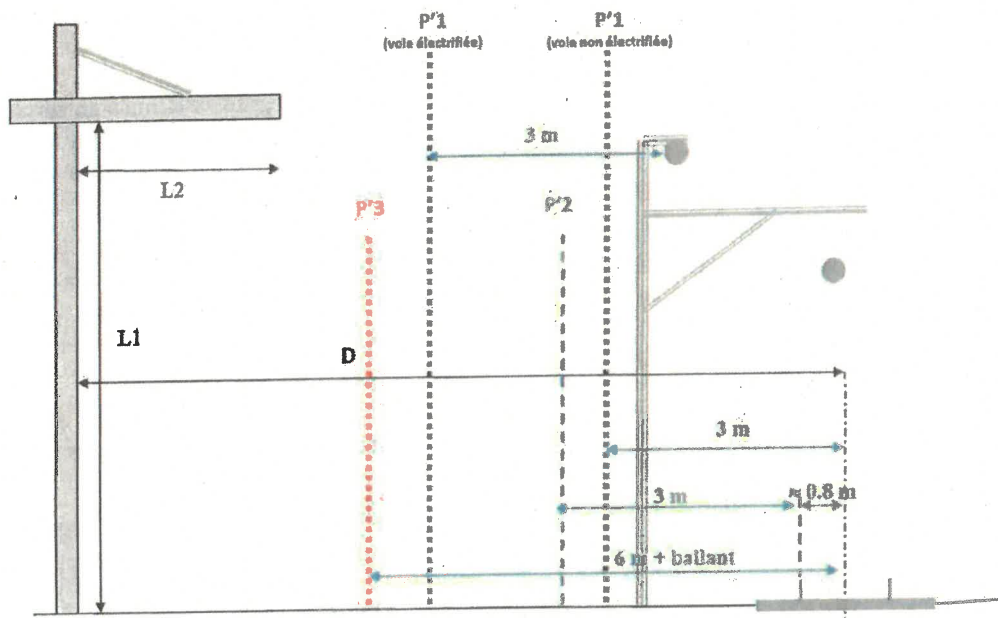 P'1
(voie électrifiée)
P'1
(voie non électrifiée)
3 m
L2
P'3
P'2
L1
D
3 m
3 m
≈ 0.8 m
6 m + ballant